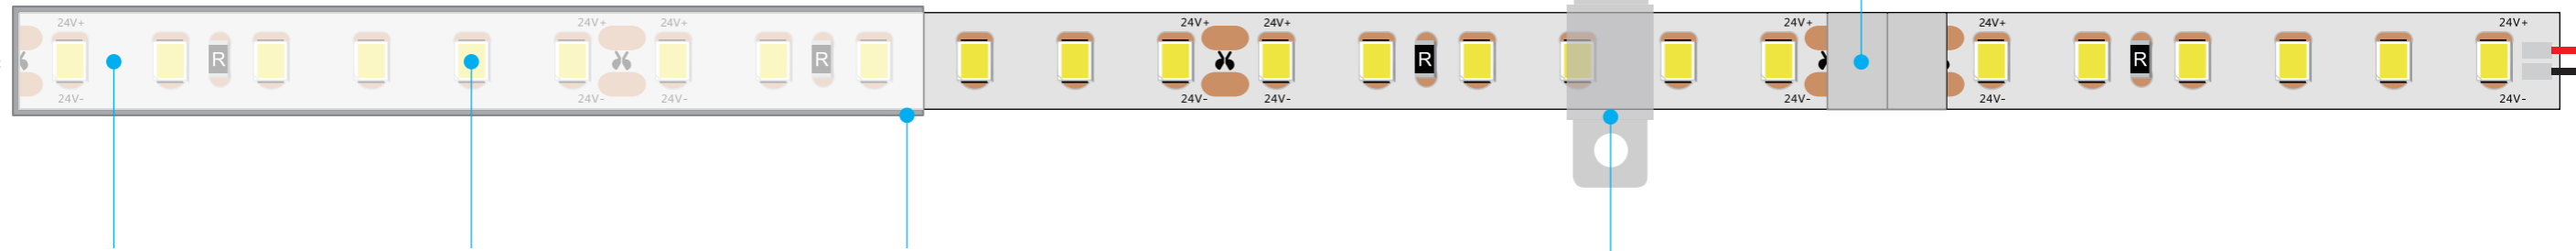 24V+ 24V+ 24V+ 24V+ 24V+ 24V+ 24V+ 24V+
R R R R
24V- 24V- 24V- 24V- 24V- 24V- 24V- 24V-